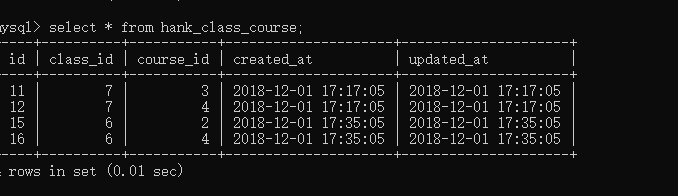 mysql> select * from hank_class_course;
+----+----------+-----------+---------------------+---------------------+
id | class_id | course_id | created_at | updated_at |
+----+----------+-----------+---------------------+---------------------+
11 | 7 | 3 | 2018-12-01 17:17:05 | 2018-12-01 17:17:05 |
12 | 7 | 4 | 2018-12-01 17:17:05 | 2018-12-01 17:17:05 |
15 | 6 | 2 | 2018-12-01 17:35:05 | 2018-12-01 17:35:05 |
16 | 6 | 4 | 2018-12-01 17:35:05 | 2018-12-01 17:35:05 |
+----+----------+-----------+---------------------+---------------------+
rows in set (0.01 sec)